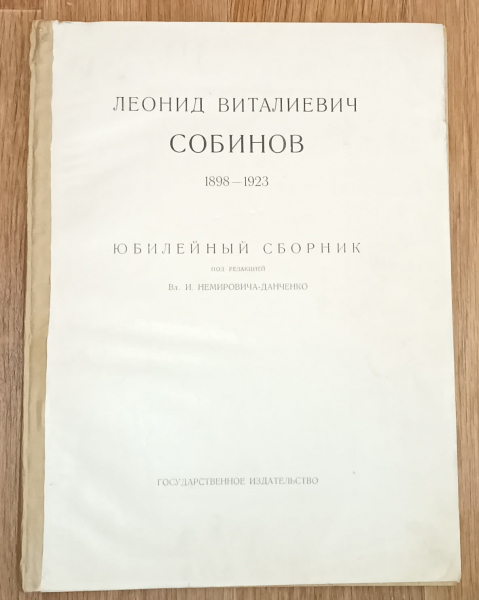 ЛЕОНИД ВИТАЛИЕВИЧ
СОБИНОВ
1898—1923
ЮБИЛЕЙНЫЙ СБОРНИК
ПОД РЕДАКЦИЕЙ
Вл. И. НЕМИРОВИЧА-ДАНЧЕНКО
ГОСУДАРСТВЕННОЕ ИЗДАТЕЛЬСТВО